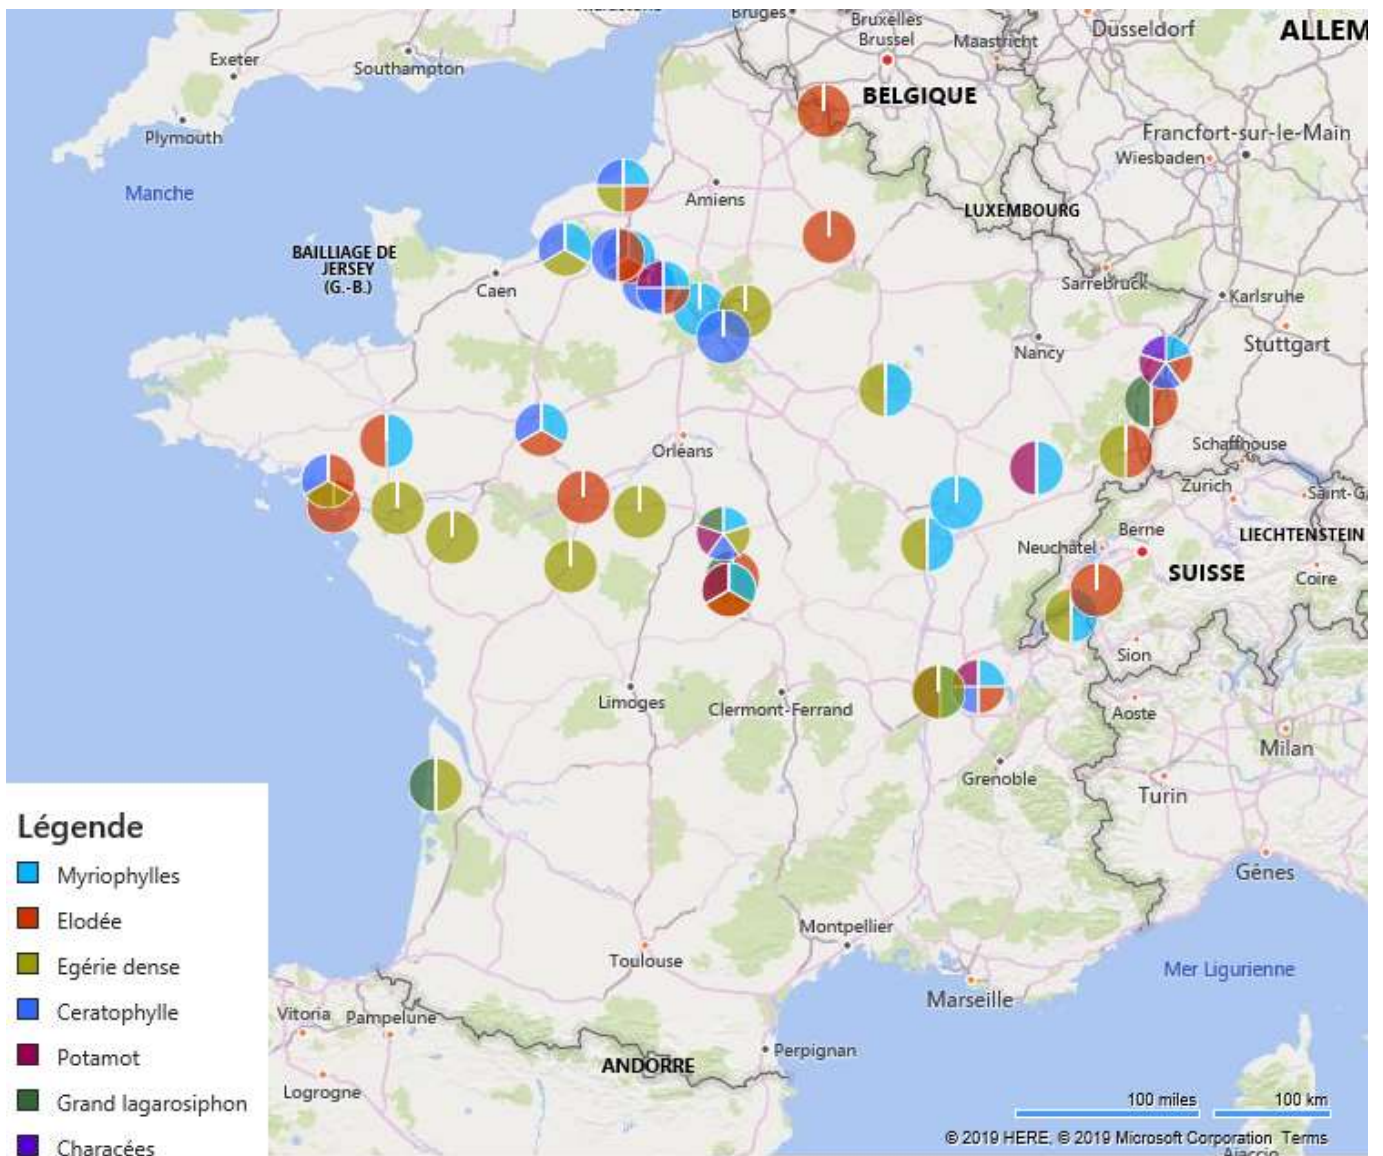 Bruges
Bruxelles
Brussel
Maastricht
Düsseldorf
ALLEM
Exeter
Southampton
BELGIQUE
Plymouth
Francfort-sur-le-Main
Wiesbaden
Manche
Amiens
LUXEMBOURG
BAILLIAGE DE
JERSEY
(G.-B.)
Caen
Sarrebruck
Karlsruhe
Stuttgart
Nancy
Orléans
Schaffhouse
Zurich
Saint-G
Berne
Neuchâtel
LIECHTENSTEIN
SUISSE
Coire
Sion
Limoges
Clermont-Ferrand
Aoste
Milan
Grenoble
Turin
Gênes
Légende
Myriophylles
Elodée
Egérie dense
Ceratophylle
Potamot
Grand lagarosiphon
Characées
Montpellier
Toulouse
Mer Ligurienne
Marseille
Vitoria
Pampelune
Perpignan
ANDORRE
Logrogne
100 miles
100 km
© 2019 HERE, © 2019 Microsoft Corporation Terms
Ajaccio